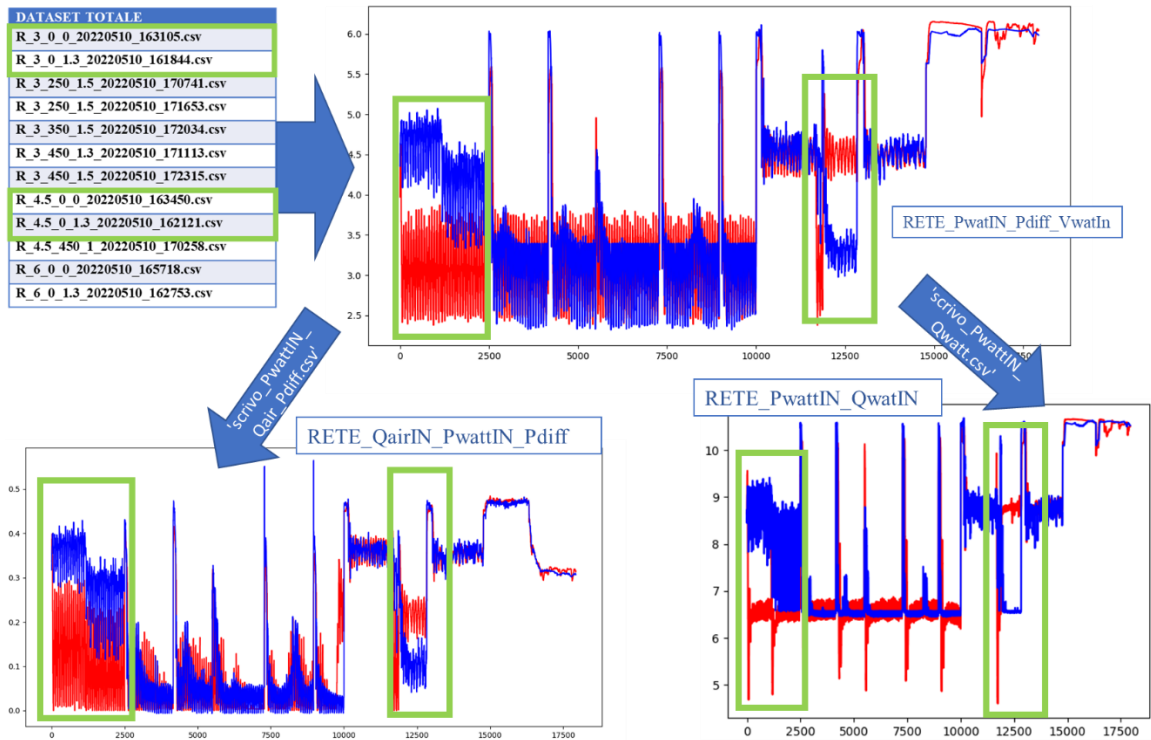 DATASET TOTALE
R_3_0_0_20220510_163105.csv
R_3_0_1.3_20220510_161844.csv
R_3_250_1.5_20220510_170741.csv
R_3_250_1.5_20220510_171653.csv
R_3_350_1.5_20220510_172034.csv
R_3_450_1.3_20220510_171113.csv
R_3_450_1.5_20220510_172315.csv
R_4.5_0_0_20220510_163450.csv
R_4.5_0_1.3_20220510_162121.csv
R_4.5_450_1_20220510_170258.csv
R_6_0_0_20220510_165718.csv
R_6_0_1.3_20220510_162753.csv
6.0
5.5
5.0
4.5
4.0
3.5
3.0
2.5
0 2500 5000 7500 10000 12500 15000
RETE_PwatIN_Pdiff_VwatIn
'scrivo_PwattIN_
Qair_Pdiff.csv'
'scrivo_PwattIN_
Qwatt.csv'
RETE_QairIN_PwattIN_Pdiff
0.5
0.4
0.3
0.2
0.1
0.0
0 2500 5000 7500 10000 12500 15000 17500
RETE_PwattIN_QwatIN
10
9
8
7
6
5
0 2500 5000 7500 10000 12500 15000 17500